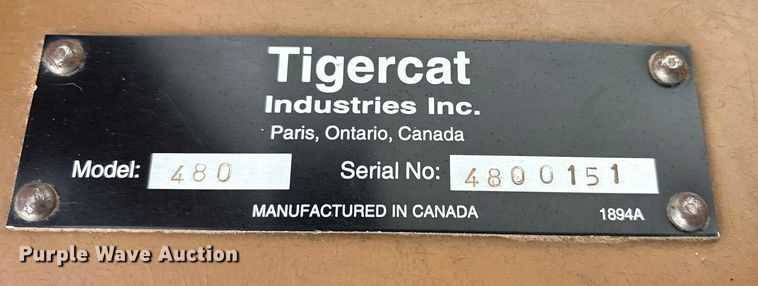 Tigercat
Industries Inc.
Paris, Ontario, Canada
Model: 480 Serial No: 4800151
MANUFACTURED IN CANADA 1894A
Purple Wave Auction